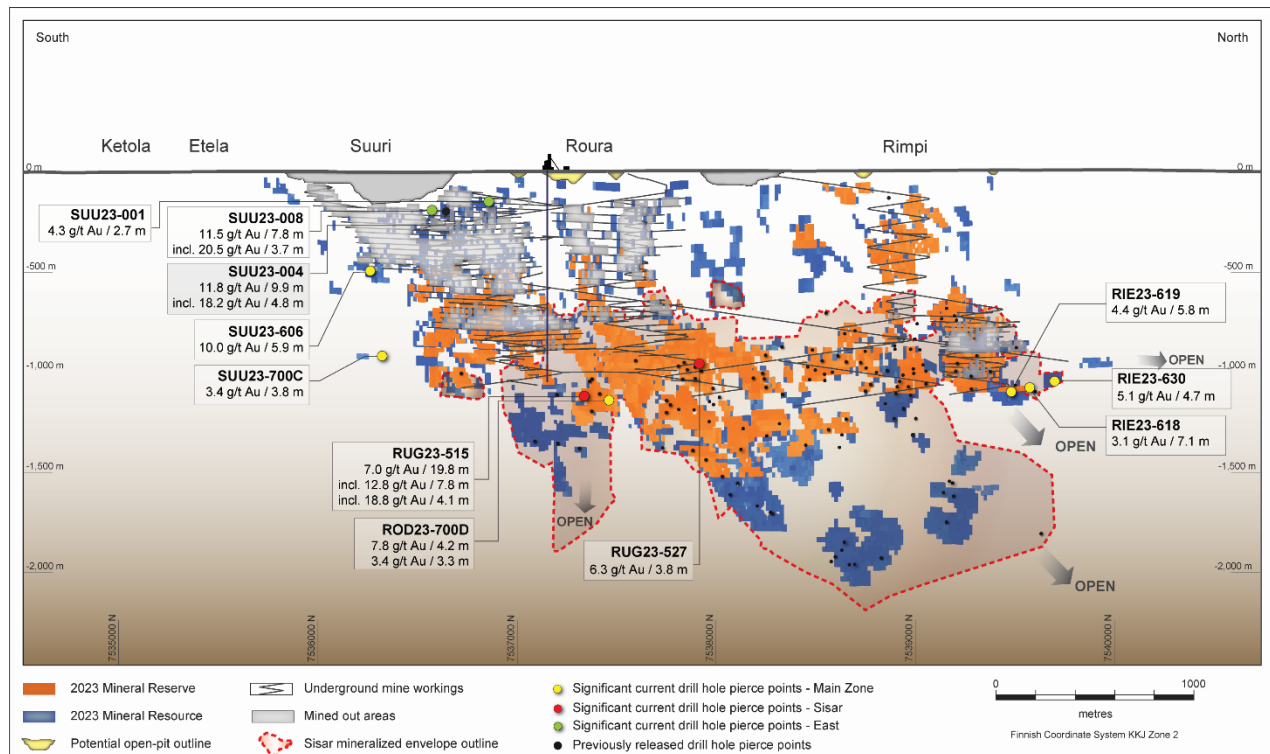 South
North
Ketola
Etela
Suuri
Roura
Rimpi
0 m
0 m
SUU23-001
4.3 g/t Au / 2.7 m
SUU23-008
11.5 g/t Au / 7.8 m
incl. 20.5 g/t Au / 3.7 m
SUU23-004
11.8 g/t Au / 9.9 m
incl. 18.2 g/t Au / 4.8 m
-500 m
-500 m
SUU23-606
10.0 g/t Au / 5.9 m
RIE23-619
4.4 g/t Au / 5.8 m
SUU23-700C
3.4 g/t Au / 3.8 m
-1,000 m
-1,000 m
OPEN
RIE23-630
5.1 g/t Au / 4.7 m
RIE23-618
3.1 g/t Au / 7.1 m
OPEN
RUG23-515
7.0 g/t Au / 19.8 m
incl. 12.8 g/t Au / 7.8 m
incl. 18.8 g/t Au / 4.1 m
-1,500 m
-1,500 m
OPEN
ROD23-700D
7.8 g/t Au / 4.2 m
3.4 g/t Au / 3.3 m
RUG23-527
6.3 g/t Au / 3.8 m
-2,000 m
-2,000 m
OPEN
7535000 N
7536000 N
7537000 N
7538000 N
7539000 N
7540000 N
2023 Mineral Reserve
2023 Mineral Resource
Potential open-pit outline
Underground mine workings
Mined out areas
Sisar mineralized envelope outline
Significant current drill hole pierce points - Main Zone
Significant current drill hole pierce points - Sisar
Significant current drill hole pierce points - East
Previously released drill hole pierce points
0
1000
metres
Finnish Coordinate System KKJ Zone 2